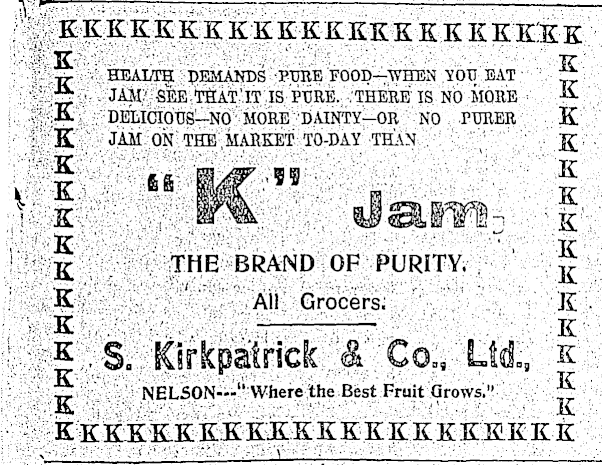 K K K K K K K K K K K K K K K K K K K K K K
HEALTH DEMANDS PURE FOOD—WHEN YOU EAT
JAM SEE THAT IT IS PURE. THERE IS NO MORE
DELICIOUS—NO MORE DAINTY—OR NO PURER
JAM ON THE MARKET TO-DAY THAN
"K" Jam,
THE BRAND OF PURITY.
All Grocers.
S. Kirkpatrick & Co., Ltd.,
NELSON---"Where the Best Fruit Grows."
K K K K K K K K K K K K K K K K K K K K K K